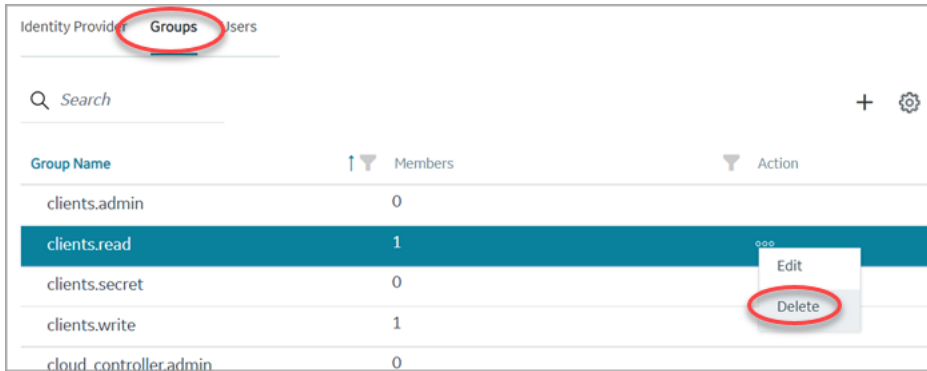 Identity Provider Groups Users
Search
Group Name Members Action
clients.admin 0
clients.read 1
Edit
clients.secret 0
Delete
clients.write 1
cloud_controller.admin 0